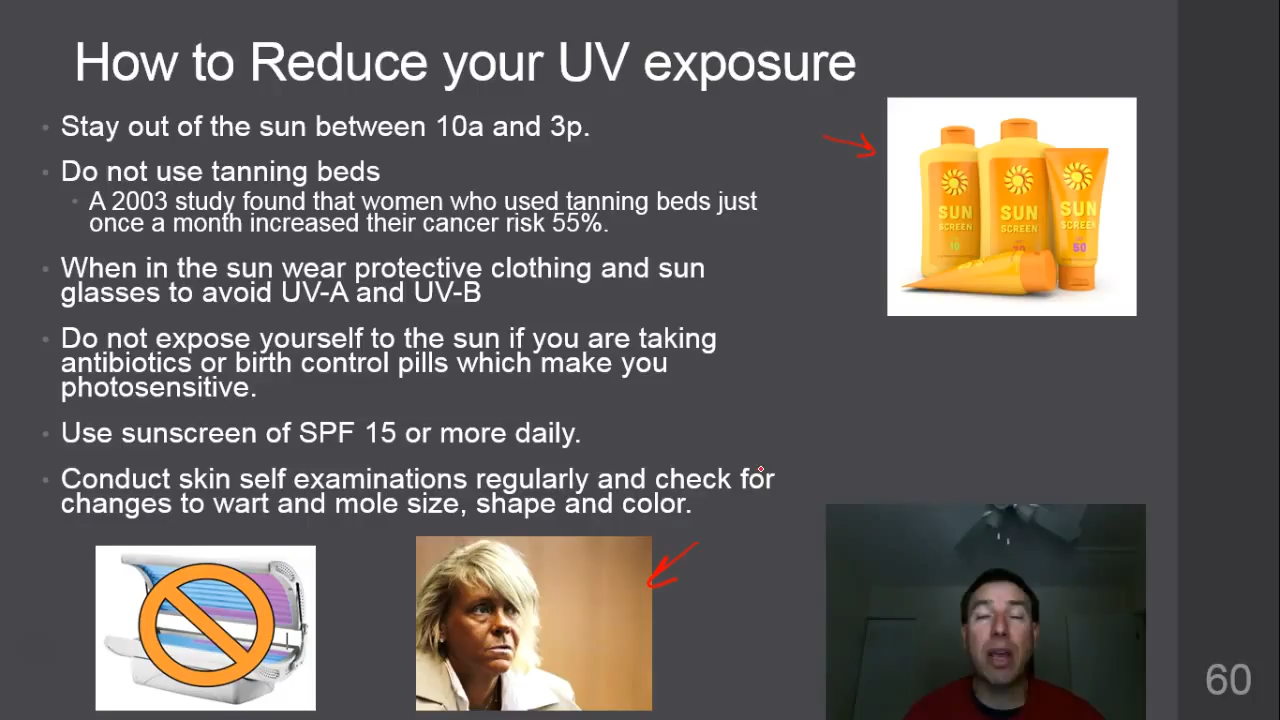 How to Reduce your UV exposure
Stay out of the sun between 10a and 3p.
Do not use tanning beds
A 2003 study found that women who used tanning beds just
once a month increased their cancer risk 55%.
When in the sun wear protective clothing and sun
glasses to avoid UV-A and UV-B
Do not expose yourself to the sun if you are taking
antibiotics or birth control pills which make you
photosensitive.
Use sunscreen of SPF 15 or more daily.
Conduct skin self examinations regularly and check for
changes to wart and mole size, shape and color.
SUN
SCREEN
10
SUN
SCREEN
SUN
SCREEN
50
60